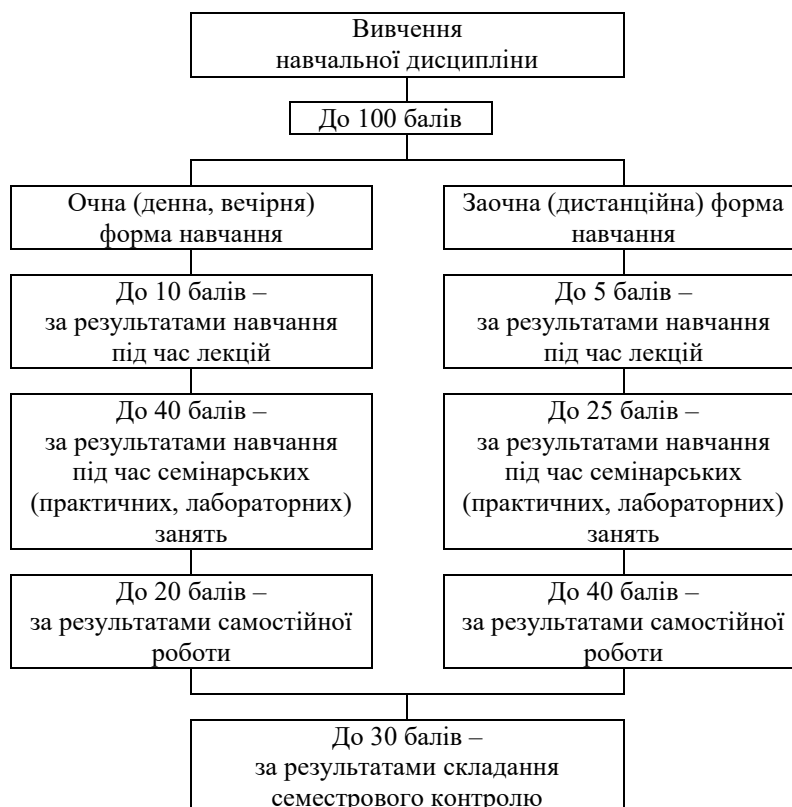 Вивчення
навчальної дисципліни
До 100 балів
Очна (денна, вечірня)
форма навчання
До 10 балів –
за результатами навчання
під час лекцій
До 40 балів –
за результатами навчання
під час семінарських
(практичних, лабораторних)
занять
До 20 балів –
за результатами самостійної
роботи
Заочна (дистанційна) форма
навчання
До 5 балів –
за результатами навчання
під час лекцій
До 25 балів –
за результатами навчання
під час семінарських
(практичних, лабораторних)
занять
До 40 балів –
за результатами самостійної
роботи
До 30 балів –
за результатами складання
семестрового контролю